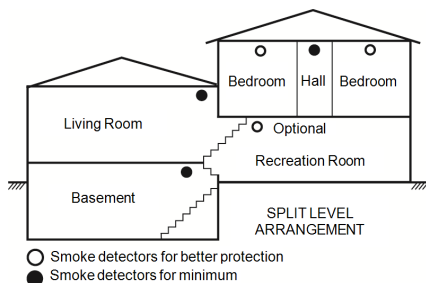 Bedroom Hall Bedroom
Living Room
Optional
Recreation Room
Basement
SPLIT LEVEL
ARRANGEMENT
Smoke detectors for better protection
Smoke detectors for minimum